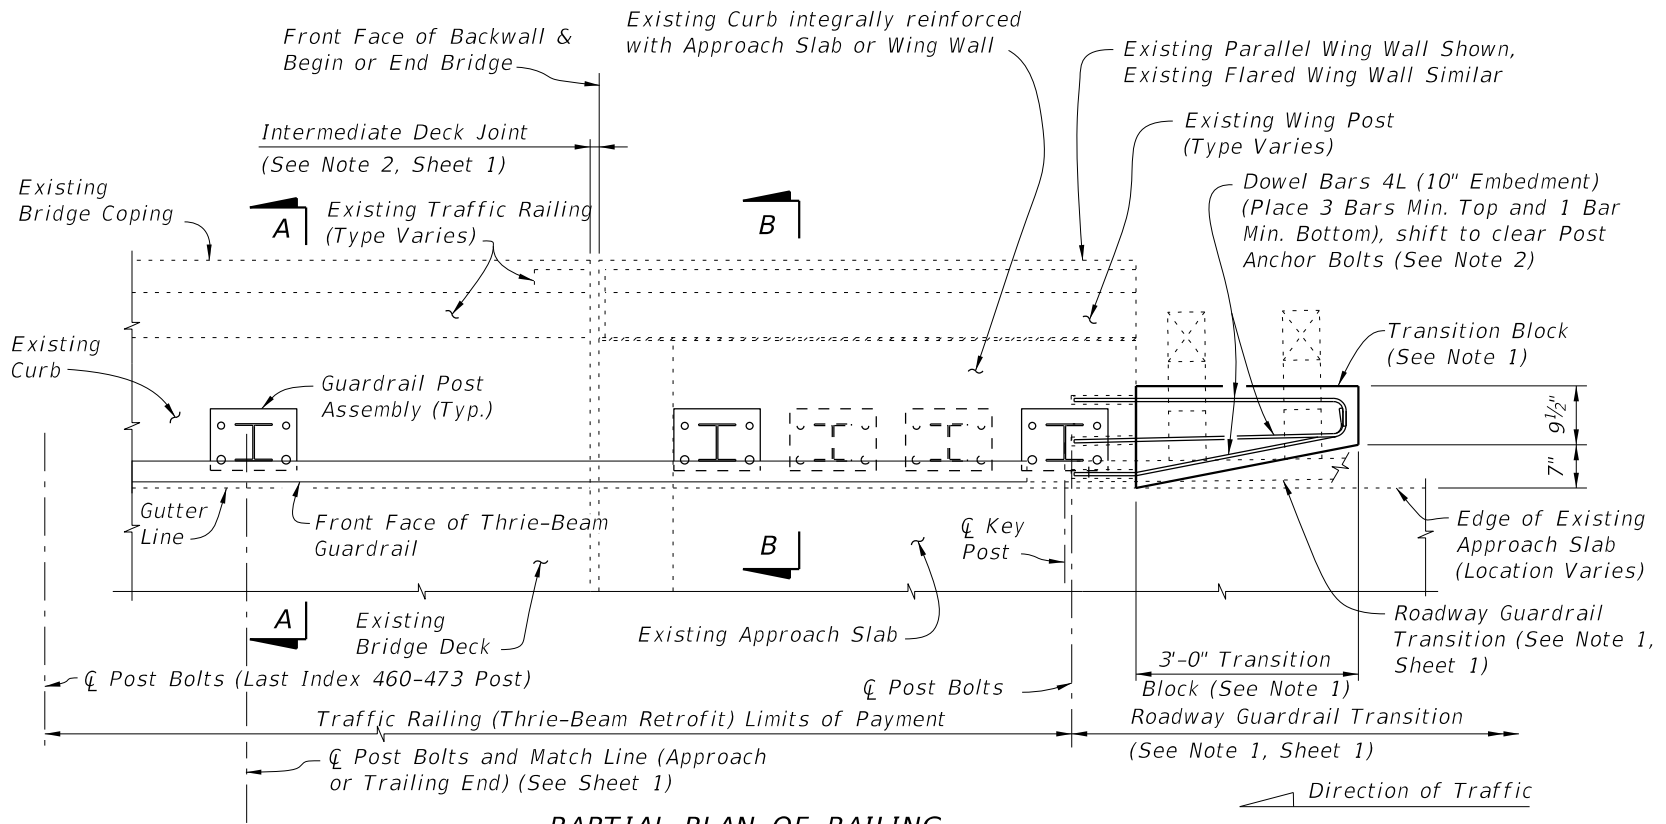 Existing Curb integrally reinforced
with Approach Slab or Wing Wall
Front Face of Backwall &
Begin or End Bridge
Existing Parallel Wing Wall Shown,
Existing Flared Wing Wall Similar
Intermediate Deck Joint
(See Note 2, Sheet 1)
Existing Wing Post
(Type Varies)
Existing
Bridge Coping
A
Existing Traffic Railing
(Type Varies)
B
Dowel Bars 4L (10" Embedment)
(Place 3 Bars Min. Top and 1 Bar
Min. Bottom), shift to clear Post
Anchor Bolts (See Note 2)
Existing
Curb
Guardrail Post
Assembly (Typ.)
Transition Block
(See Note 1)
9½"
7"
Gutter
Line
Front Face of Thrie-Beam
Guardrail
℄ Key
Post
B
Edge of Existing
Approach Slab
(Location Varies)
A
Existing
Bridge Deck
Existing Approach Slab
Roadway Guardrail
Transition (See Note 1,
Sheet 1)
3'-0" Transition
Block (See Note 1)
℄ Post Bolts (Last Index 460-473 Post)
℄ Post Bolts
Traffic Railing (Thrie-Beam Retrofit) Limits of Payment
Roadway Guardrail Transition
(See Note 1, Sheet 1)
℄ Post Bolts and Match Line (Approach
or Trailing End) (See Sheet 1)
Direction of Traffic
PARTIAL PLAN OF RAILING